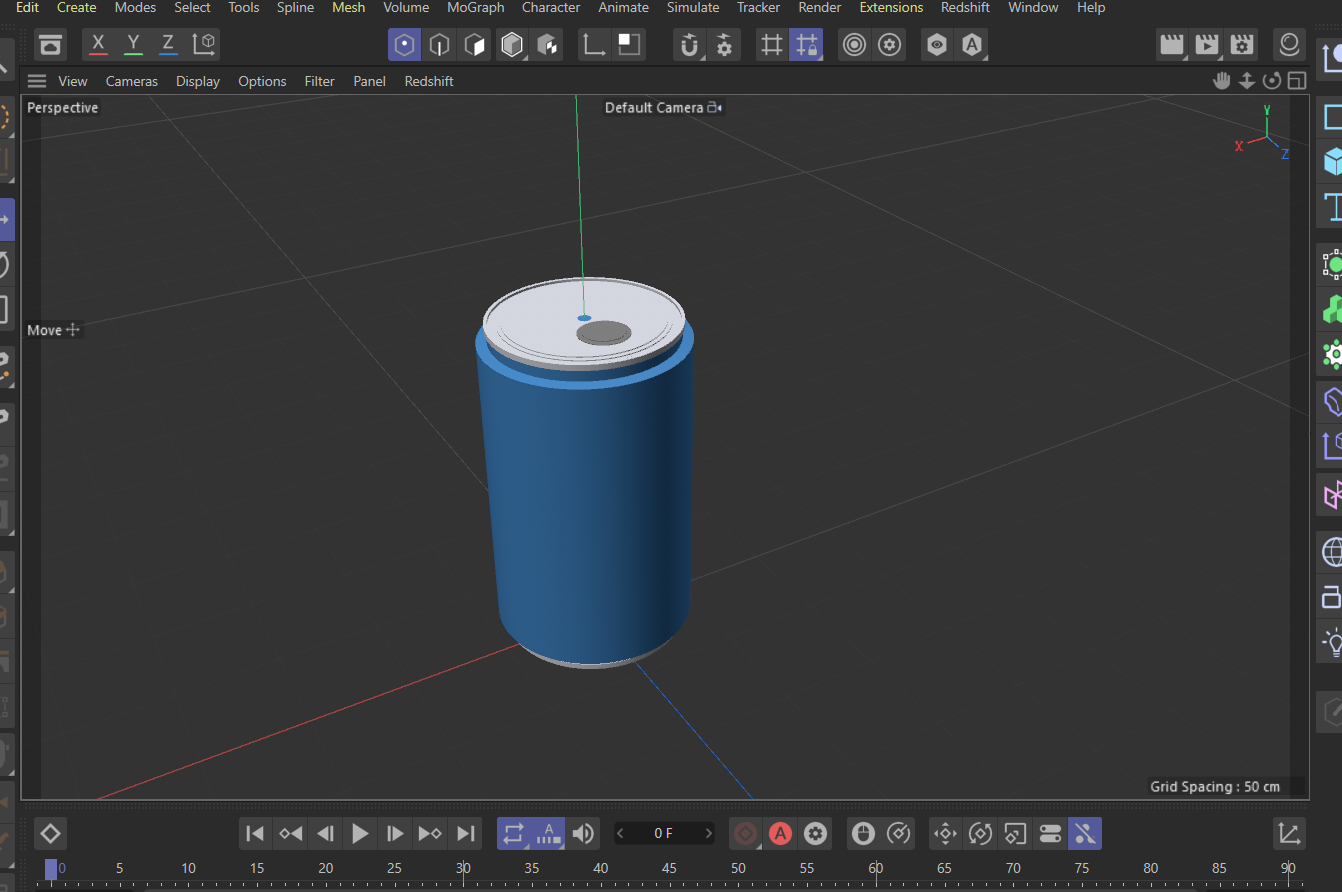 Edit Create Modes Select Tools Spline Mesh Volume MoGraph Character Animate Simulate Tracker Render Extensions Redshift Window Help
X Y Z A
View Cameras Display Options Filter Panel Redshift
Perspective Default Camera
Y
X
Z
Move
Grid Spacing : 50 cm
A 0 F A
0 5 10 15 20 25 30 35 40 45 50 55 60 65 70 75 80 85 90